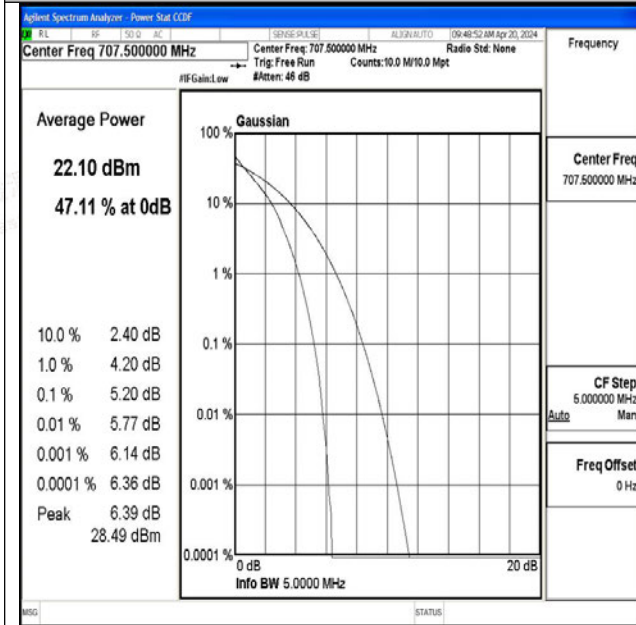 Agilent Spectrum Analyzer - Power Stat CCDF
RL RF 50 Ω AC SENSE:PULSE ALIGN AUTO 09:48:52 AM Apr 20, 2024
Center Freq 707.500000 MHz
Center Freq: 707.500000 MHz Radio Std: None
Trig: Free Run Counts:10.0 M/10.0 Mpt
#IFGain:Low #Atten: 46 dB
Frequency
Average Power
22.10 dBm
47.11 % at 0dB
10.0 % 2.40 dB
1.0 % 4.20 dB
0.1 % 5.20 dB
0.01 % 5.77 dB
0.001 % 6.14 dB
0.0001 % 6.36 dB
Peak 6.39 dB
28.49 dBm
Gaussian
100 %
10 %
1 %
0.1 %
0.01 %
0.001 %
0.0001 %
0 dB 20 dB
Info BW 5.0000 MHz
Center Freq
707.500000 MHz
CF Step
5.000000 MHz
Auto Man
Freq Offset
0 Hz
MSG STATUS